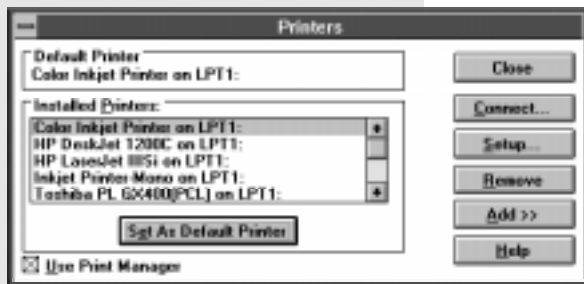 Printers
Default Printer
Color Inkjet Printer on LPT1:
Close
Installed Printers:
Connect...
Color Inkjet Printer on LPT1:
HP DeskJet 1200C on LPT1:
HP LaserJet IIISi on LPT1:
Inkjet Printer-Mono on LPT1:
Toshiba PL GX400[PCL] on LPT1:
Setup...
Remove
Set As Default Printer
Add >>
Use Print Manager
Help